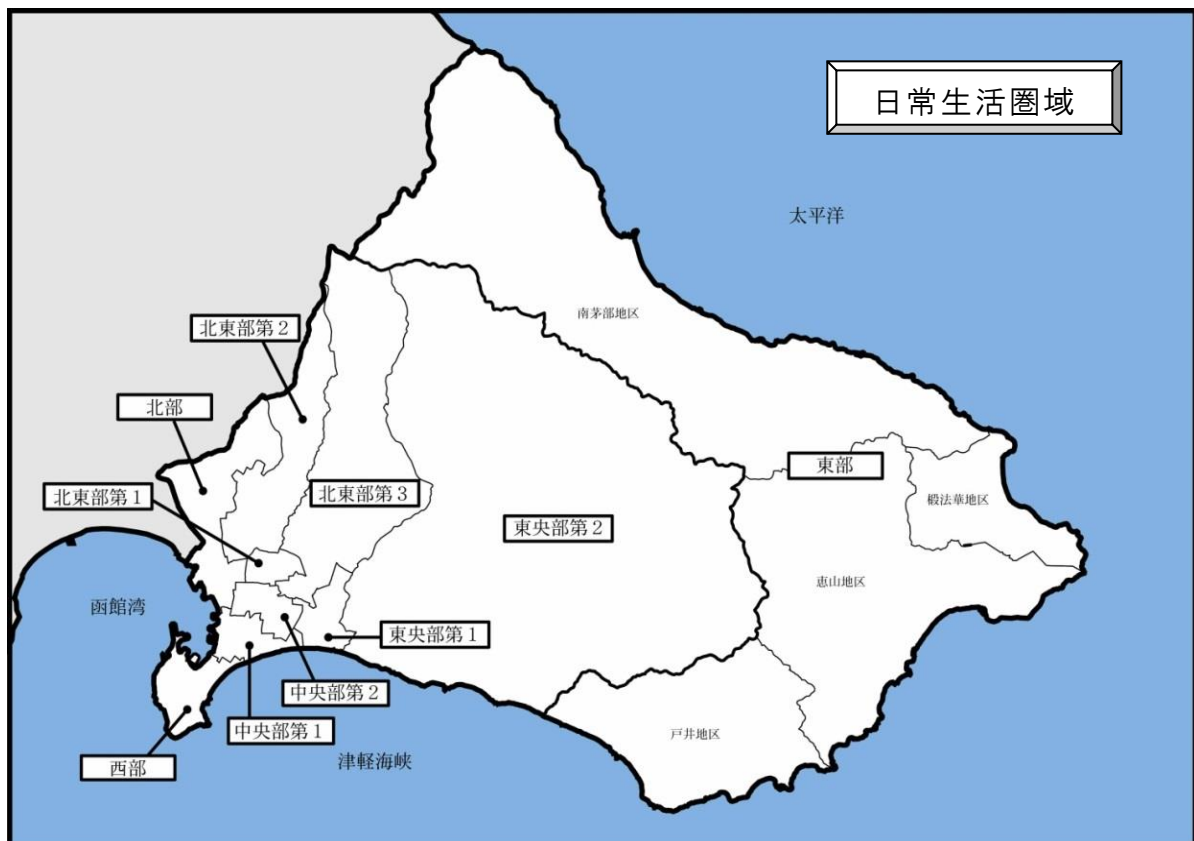 日常生活圏域
太平洋
南茅部地区
北東部第２
北部
東部
北東部第１
北東部第３
椴法華地区
東央部第２
恵山地区
函館湾
東央部第１
中央部第２
中央部第１
戸井地区
津軽海峡
西部